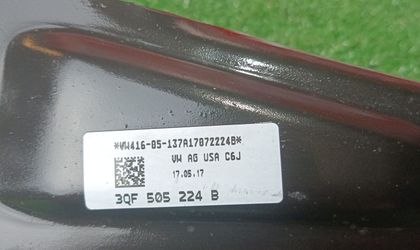 *VW416-05-137A17072224B*
VW AG USA C6J
17.05.17
3QF 505 224 B